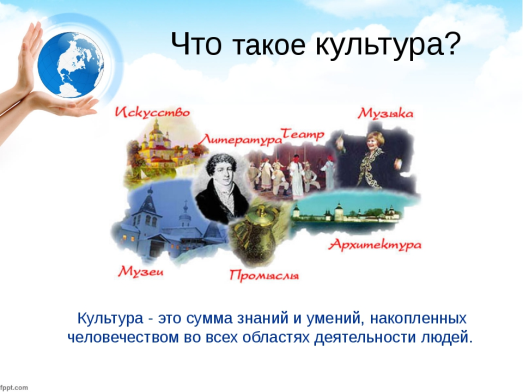 Что такое культура?
Искусство
Музыка
Литература
Театр
Архитектура
Музеи
Промыслы
Культура - это сумма знаний и умений, накопленных
человечеством во всех областях деятельности людей.
fppt.com